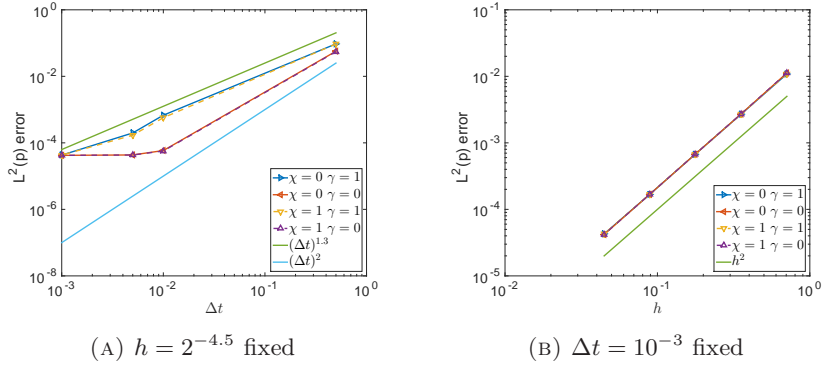 10^0
10^-2
10^-4
10^-6
10^-8
L^2(p) error
10^-3
10^-2
10^-1
10^0
Δt
χ = 0 γ = 1
χ = 0 γ = 0
χ = 1 γ = 1
χ = 1 γ = 0
(Δt)^1.3
(Δt)^2
(A) h = 2^-4.5 fixed
10^0
10^-1
10^-2
10^-3
10^-4
10^-5
L^2(p) error
10^-2
10^-1
10^0
h
χ = 0 γ = 1
χ = 0 γ = 0
χ = 1 γ = 1
χ = 1 γ = 0
h^2
(B) Δt = 10^-3 fixed